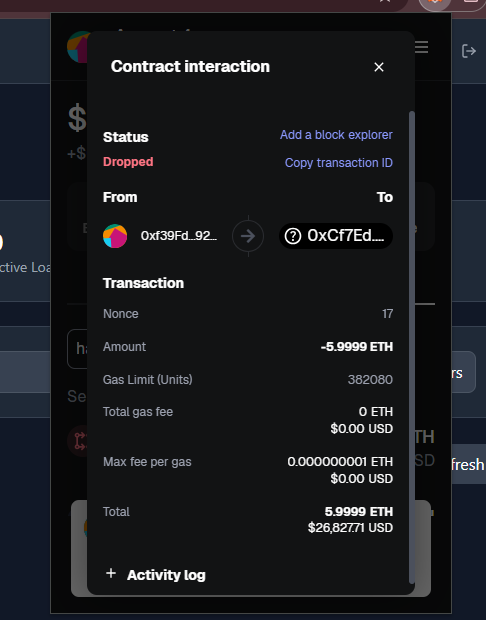 Contract interaction
Status
Add a block explorer
Dropped
Copy transaction ID
From
To
0xf39Fd...92...
0xCf7Ed....
Transaction
Nonce
17
Amount
-5.9999 ETH
Gas Limit (Units)
382080
Total gas fee
0 ETH
$0.00 USD
Max fee per gas
0.000000001 ETH
$0.00 USD
Total
5.9999 ETH
$26,827.71 USD
+ Activity log
$
+$
ctive Loa
rs
Se
TH
SD
fresh